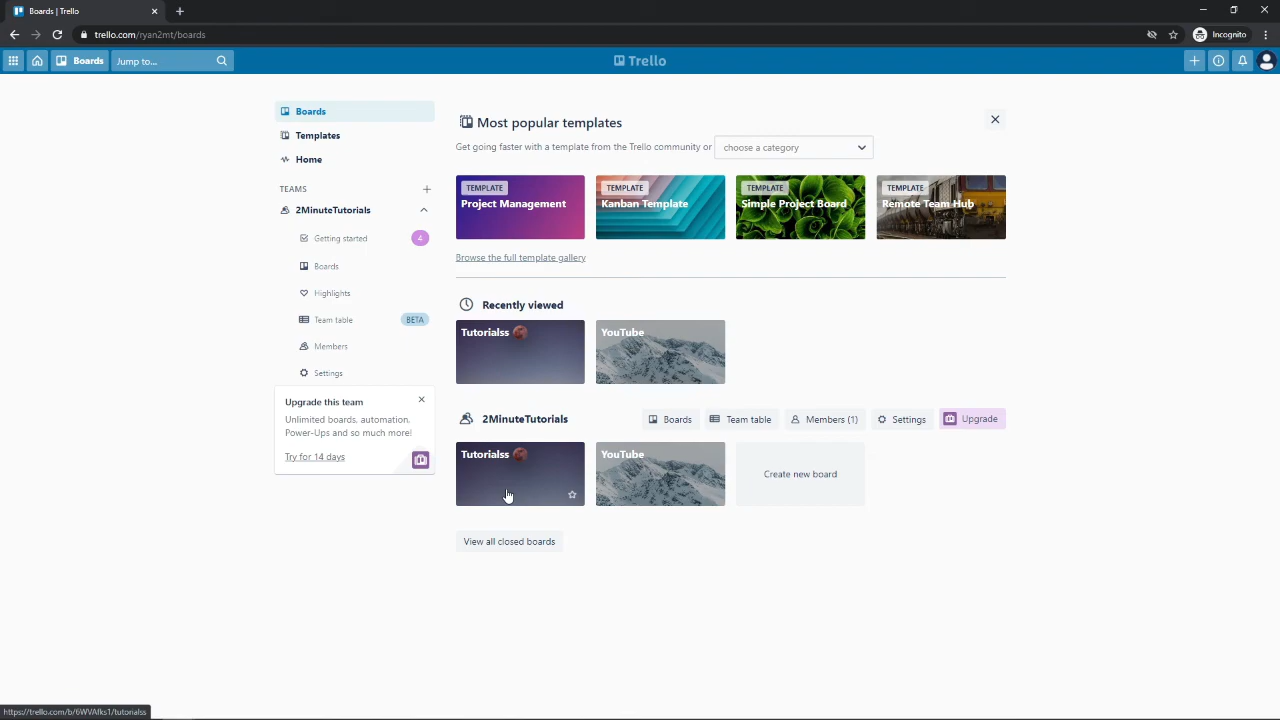 Boards | Trello
trello.com/ryan2mt/boards
Incognito
Boards
Jump to...
Trello
Boards
Templates
Home
TEAMS
2MinuteTutorials
Getting started
4
Boards
Highlights
Team table
BETA
Members
Settings
Upgrade this team
Unlimited boards, automation,
Power-Ups and so much more!
Try for 14 days
Most popular templates
Get going faster with a template from the Trello community or
choose a category
TEMPLATE
Project Management
TEMPLATE
Kanban Template
TEMPLATE
Simple Project Board
TEMPLATE
Remote Team Hub
Browse the full template gallery
Recently viewed
Tutorialss
YouTube
2MinuteTutorials
Boards
Team table
Members (1)
Settings
Upgrade
Tutorialss
YouTube
Create new board
View all closed boards
https://trello.com/b/6WVAfks1/tutorialss